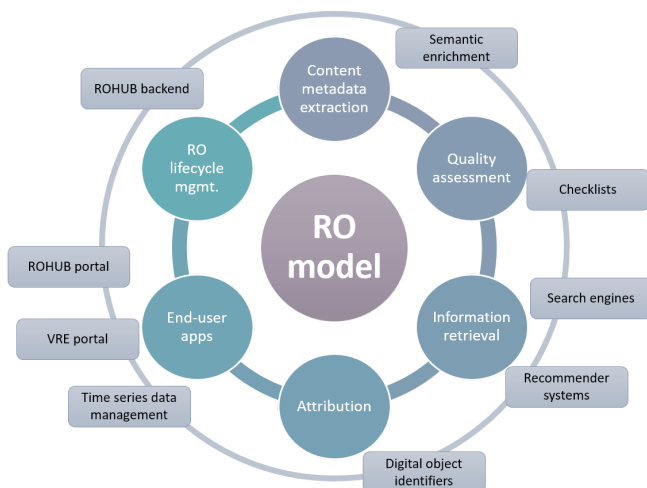 Semantic
enrichment
ROHUB backend
Content
metadata
extraction
RO
lifecycle
mgmt.
Quality
assessment
Checklists
RO
model
ROHUB portal
Search engines
End-user
apps
Information
retrieval
VRE portal
Time series data
management
Attribution
Recommender
systems
Digital object
identifiers